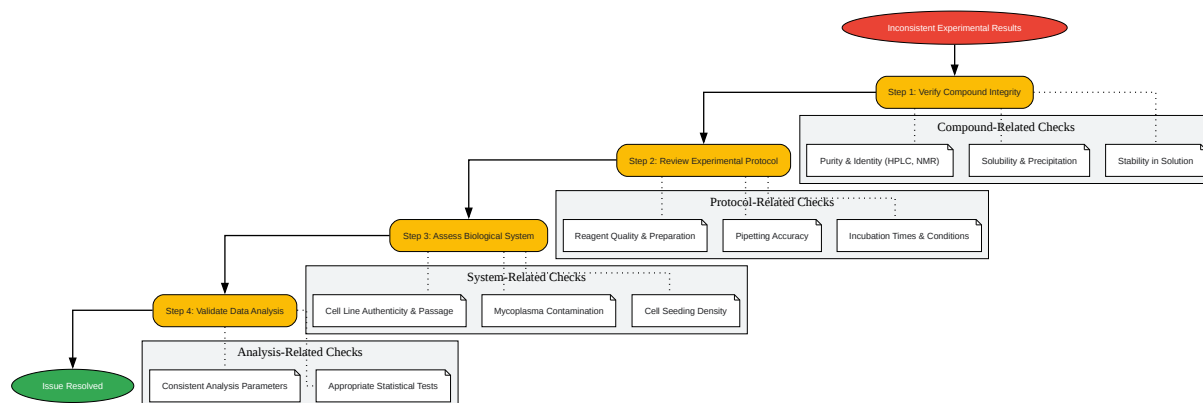 Inconsistent Experimental Results
Step 1: Verify Compound Integrity
Compound-Related Checks
Purity & Identity (HPLC, NMR)
Solubility & Precipitation
Stability in Solution
Step 2: Review Experimental Protocol
Protocol-Related Checks
Reagent Quality & Preparation
Pipetting Accuracy
Incubation Times & Conditions
Step 3: Assess Biological System
System-Related Checks
Cell Line Authenticity & Passage
Mycoplasma Contamination
Cell Seeding Density
Step 4: Validate Data Analysis
Analysis-Related Checks
Consistent Analysis Parameters
Appropriate Statistical Tests
Issue Resolved